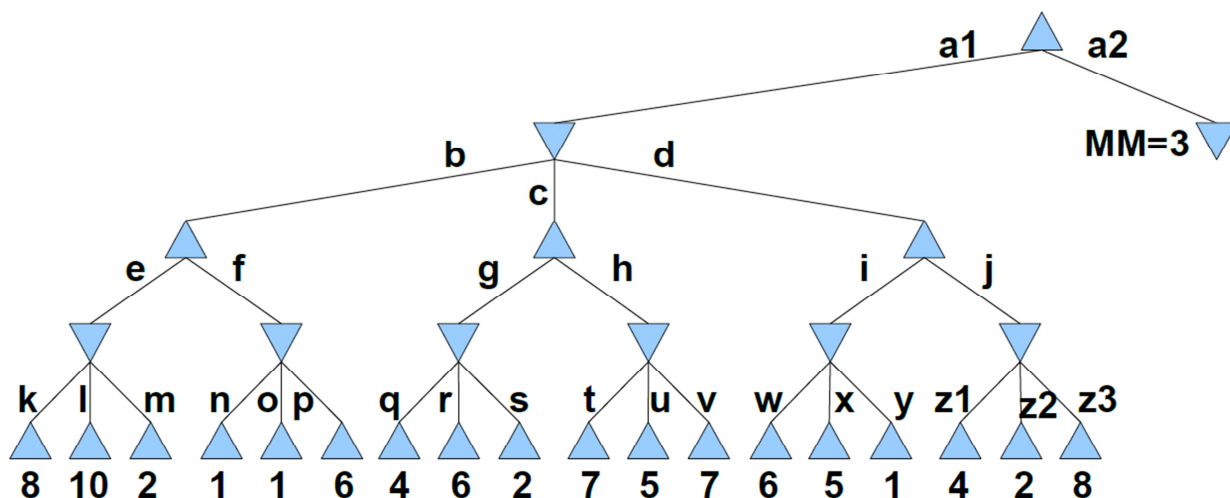 a1 a2
MM=3
b d
c
e f g h i j
k l m n o p q r s t u v w x y z1 z2 z3
8 10 2 1 1 6 4 6 2 7 5 7 6 5 1 4 2 8